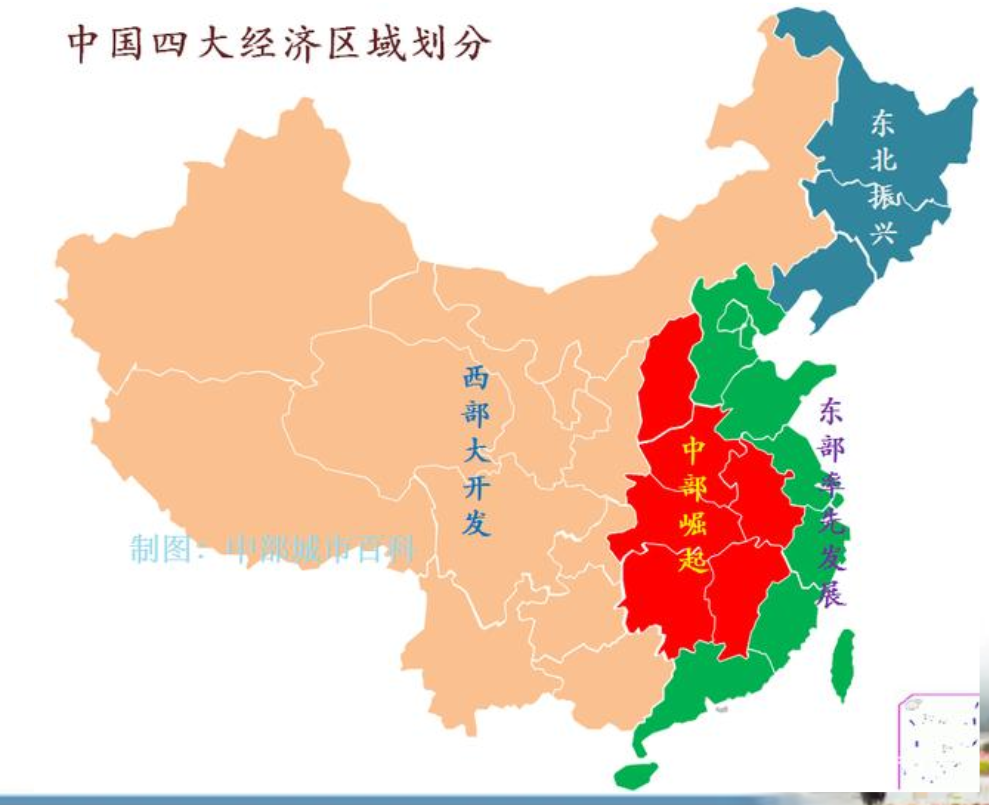 中国四大经济区域划分
东北振兴
西部大开发
中部崛起
东部率先发展
制图：中部城市百科